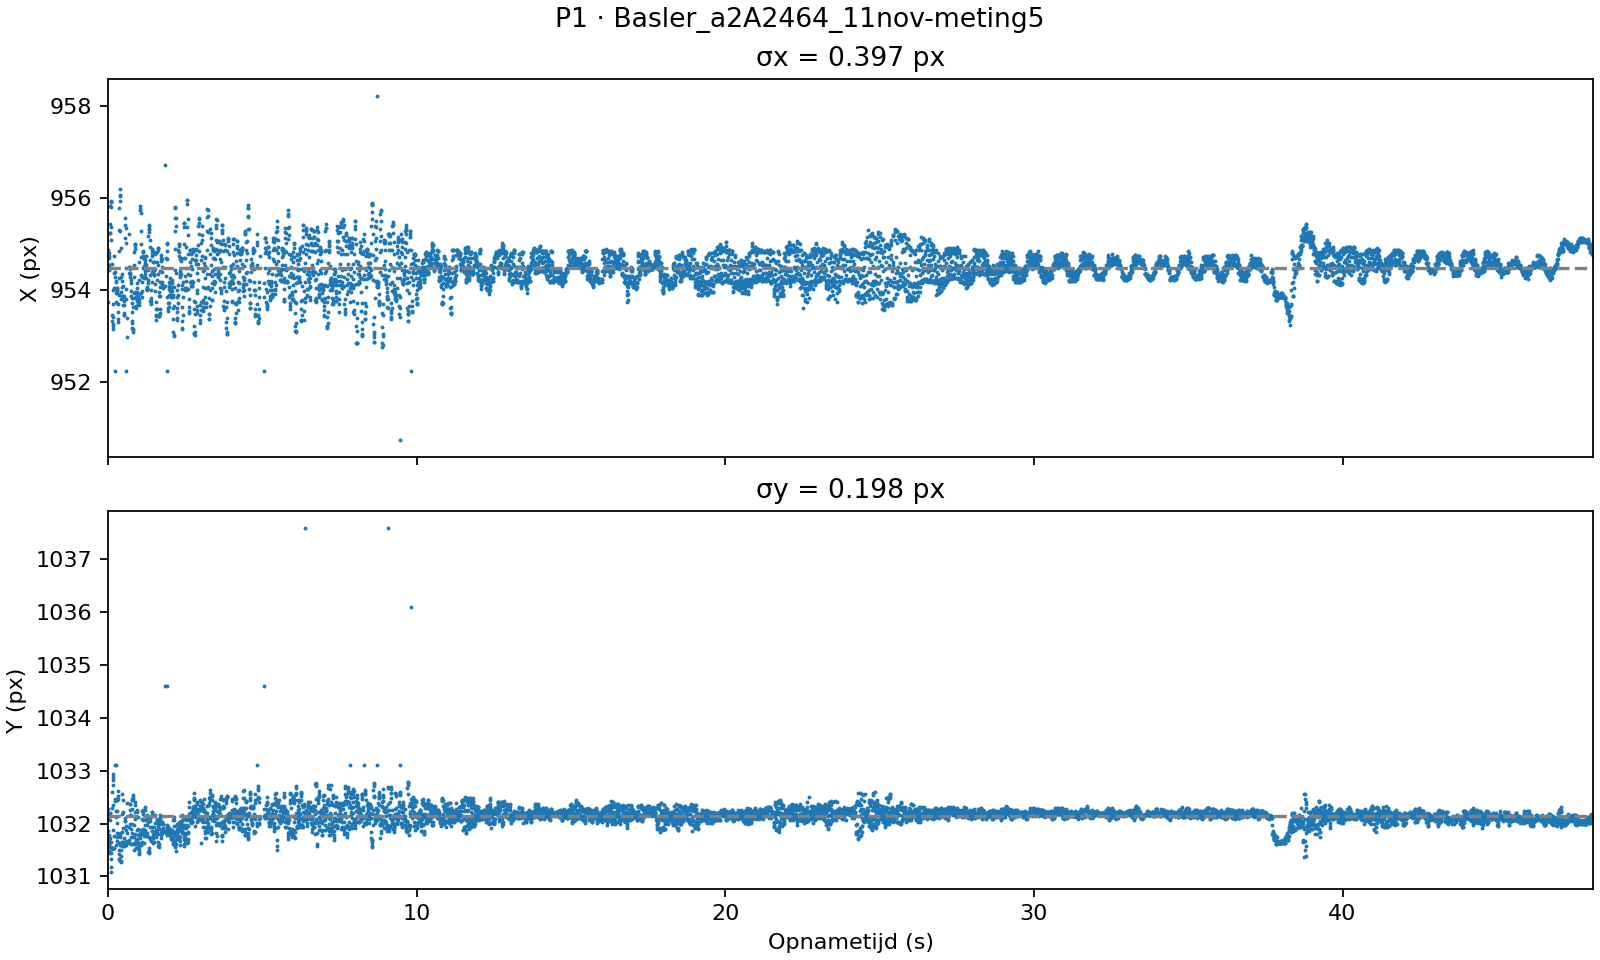 P1 · Basler_a2A2464_11nov-meting5
σx = 0.397 px
X (px)
958
956
954
952
σy = 0.198 px
Y (px)
1037
1036
1035
1034
1033
1032
1031
0 10 20 30 40
Opnametijd (s)